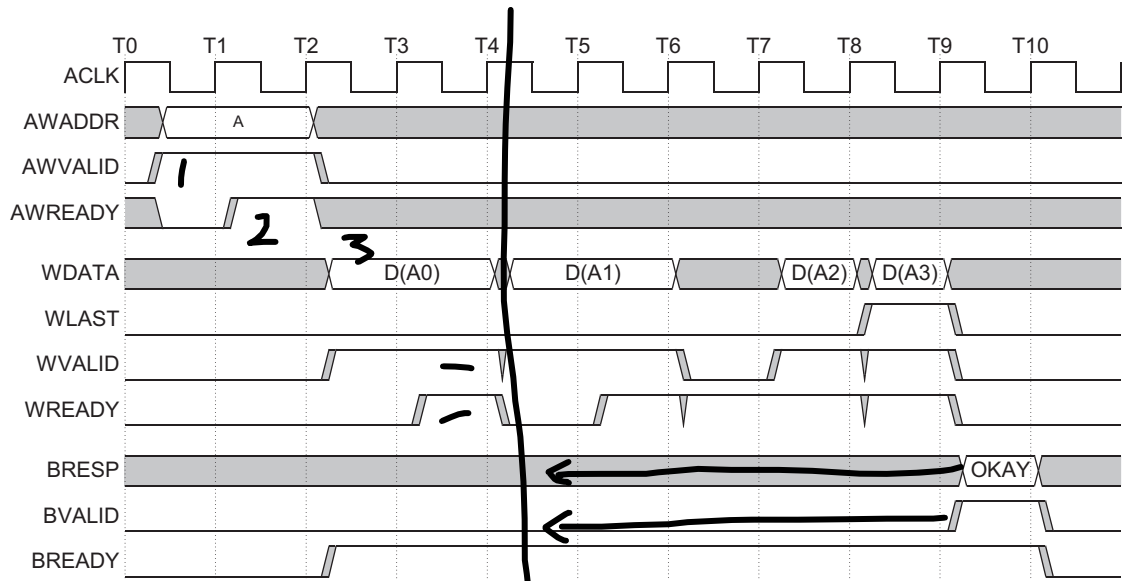 T0 T1 T2 T3 T4 T5 T6 T7 T8 T9 T10
ACLK
AWADDR A
AWVALID
1
AWREADY
2
3
WDATA D(A0) D(A1) D(A2) D(A3)
WLAST
WVALID
WREADY
BRESP OKAY
BVALID
BREADY